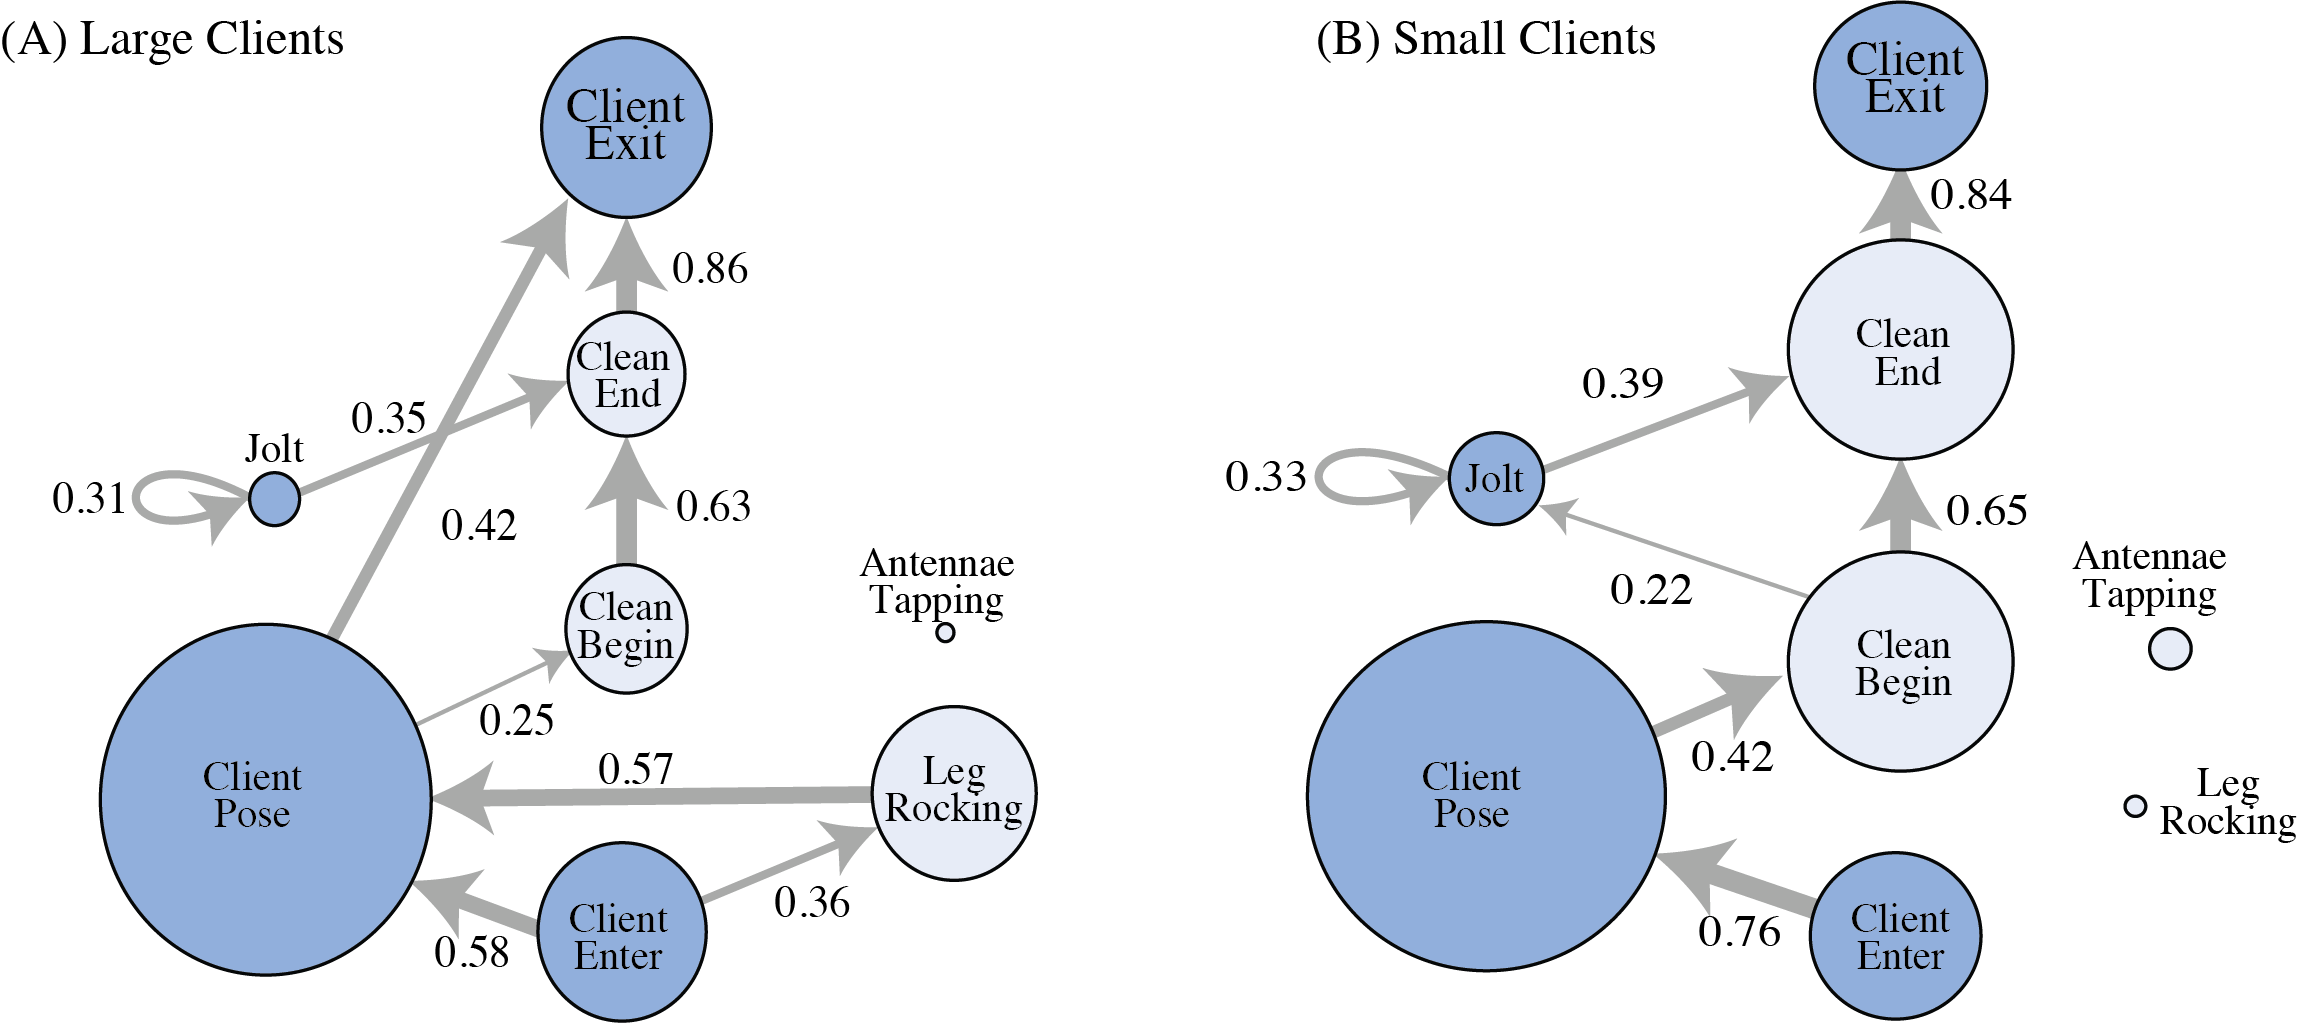 (A) Large Clients
Client
Exit
0.86
Clean
End
0.35
Jolt
0.31
0.42
0.63
Antennae
Tapping
Clean
Begin
0.25
0.57
Client
Pose
Leg
Rocking
0.36
Client
Enter
0.58
(B) Small Clients
Client
Exit
0.84
Clean
End
0.39
Jolt
0.33
0.65
0.22
Antennae
Tapping
Clean
Begin
0.42
Client
Pose
Leg
Rocking
0.76
Client
Enter